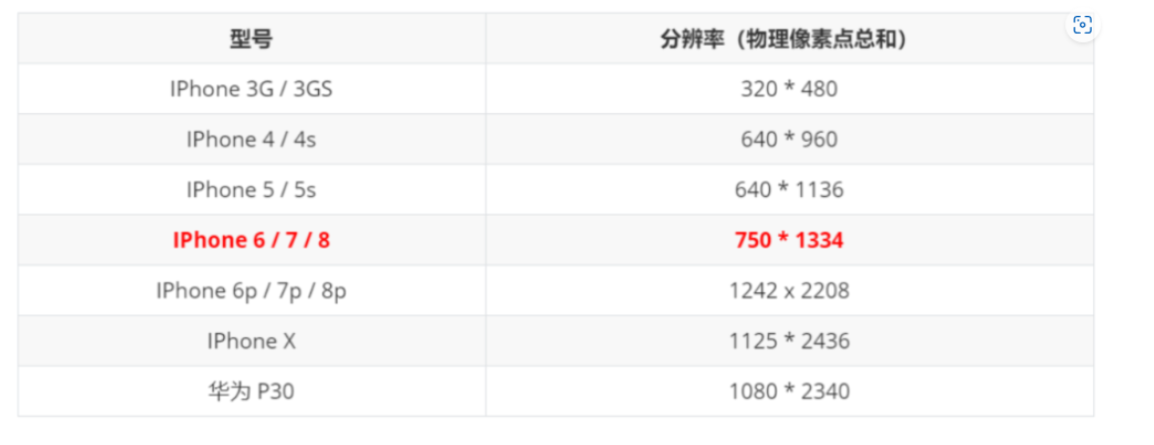 型号 分辨率（物理像素点总和）
IPhone 3G / 3GS 320 * 480
IPhone 4 / 4s 640 * 960
IPhone 5 / 5s 640 * 1136
IPhone 6 / 7 / 8 750 * 1334
IPhone 6p / 7p / 8p 1242 x 2208
IPhone X 1125 * 2436
华为 P30 1080 * 2340